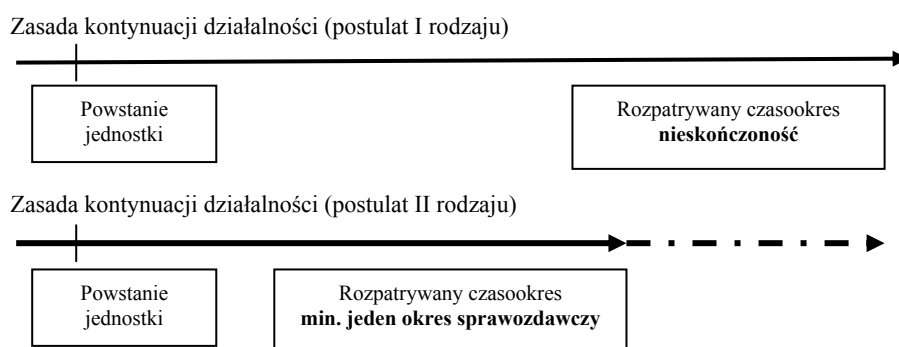 Zasada kontynuacji działalności (postulat I rodzaju)
Powstanie
jednostki
Rozpatrywany czasookres
nieskończoność
Zasada kontynuacji działalności (postulat II rodzaju)
Powstanie
jednostki
Rozpatrywany czasookres
min. jeden okres sprawozdawczy